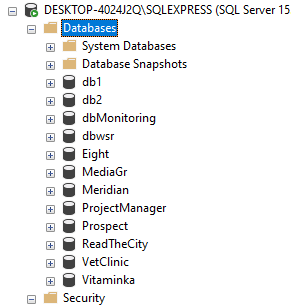 DESKTOP-4024J2Q\SQLEXPRESS (SQL Server 15
Databases
System Databases
Database Snapshots
db1
db2
dbMonitoring
dbwsr
Eight
MediaGr
Meridian
ProjectManager
Prospect
ReadTheCity
VetClinic
Vitaminka
Security